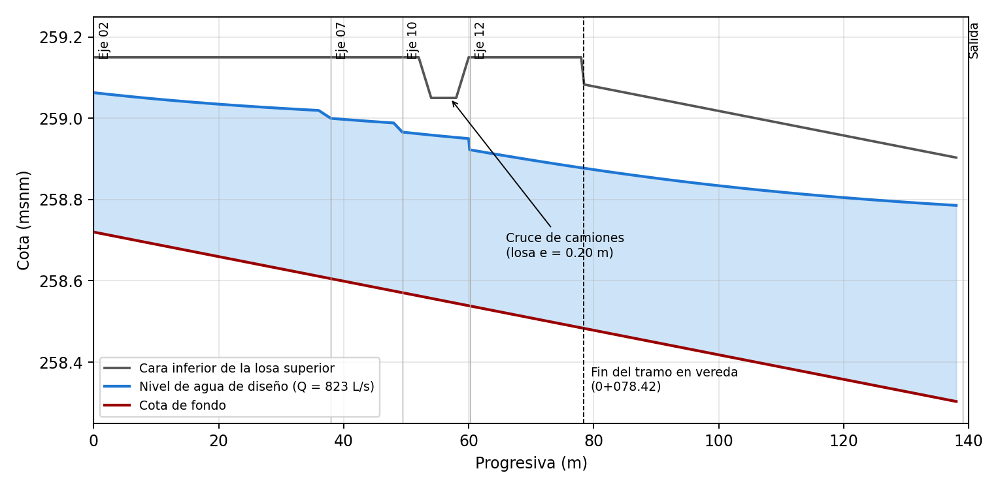 Eje 02
Eje 07
Eje 10
Eje 12
Salida
259.2
259.0
258.8
258.6
258.4
Cota (msnm)
Cruce de camiones
(losa e = 0.20 m)
Fin del tramo en vereda
(0+078.42)
Cara inferior de la losa superior
Nivel de agua de diseño (Q = 823 L/s)
Cota de fondo
0 20 40 60 80 100 120 140
Progresiva (m)